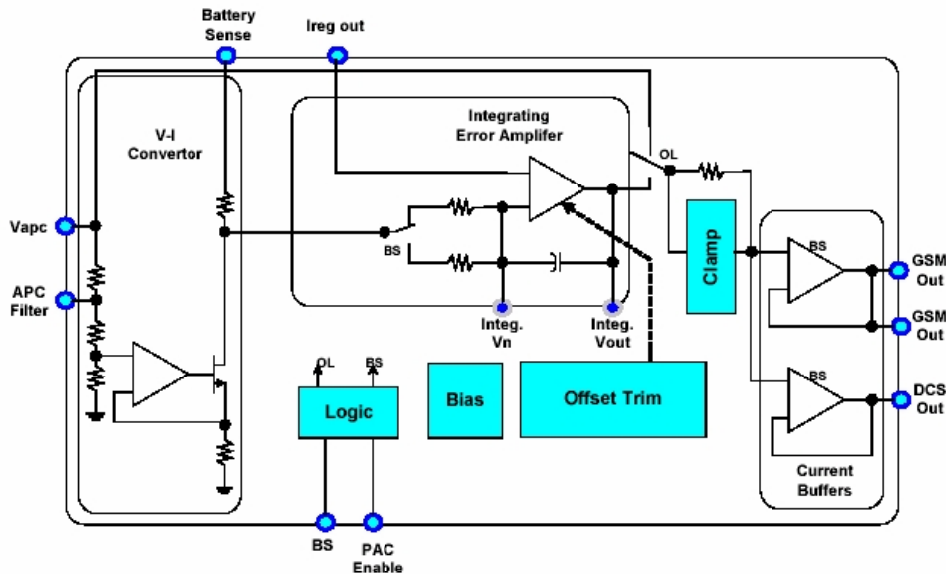 Battery
Sense
Ireg out
V-I
Convertor
Integrating
Error Amplifer
OL
Vapc
BS
Clamp
BS
GSM
Out
APC
Filter
GSM
Out
Integ.
Vn
Integ.
Vout
OL
BS
BS
Logic
Bias
Offset Trim
DCS
Out
Current
Buffers
BS
PAC
Enable